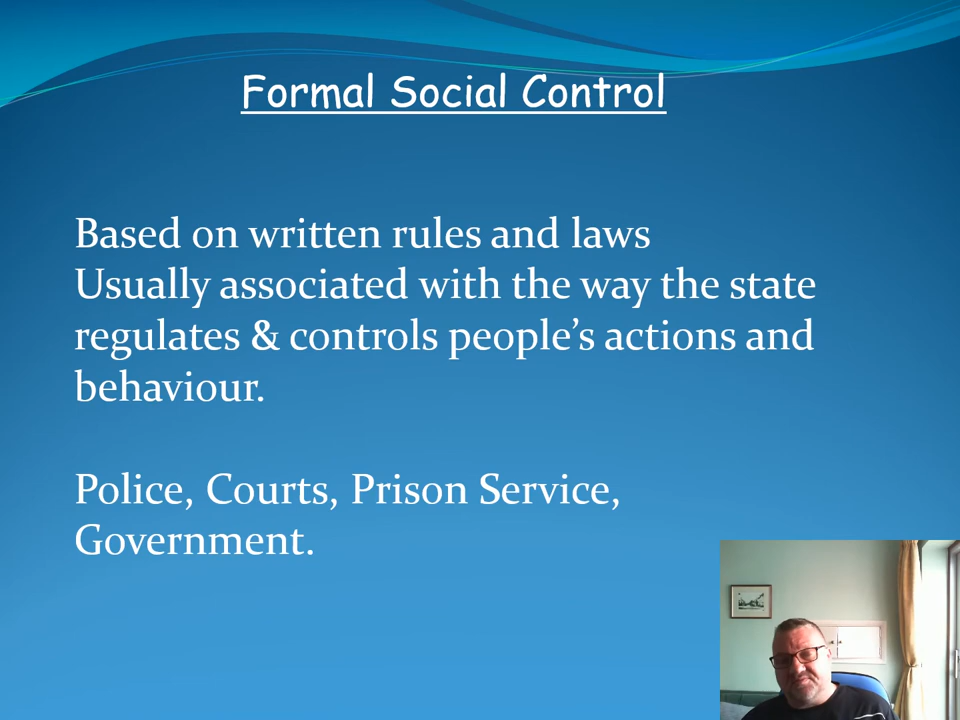 Formal Social Control
Based on written rules and laws
Usually associated with the way the state
regulates & controls people’s actions and
behaviour.
Police, Courts, Prison Service,
Government.